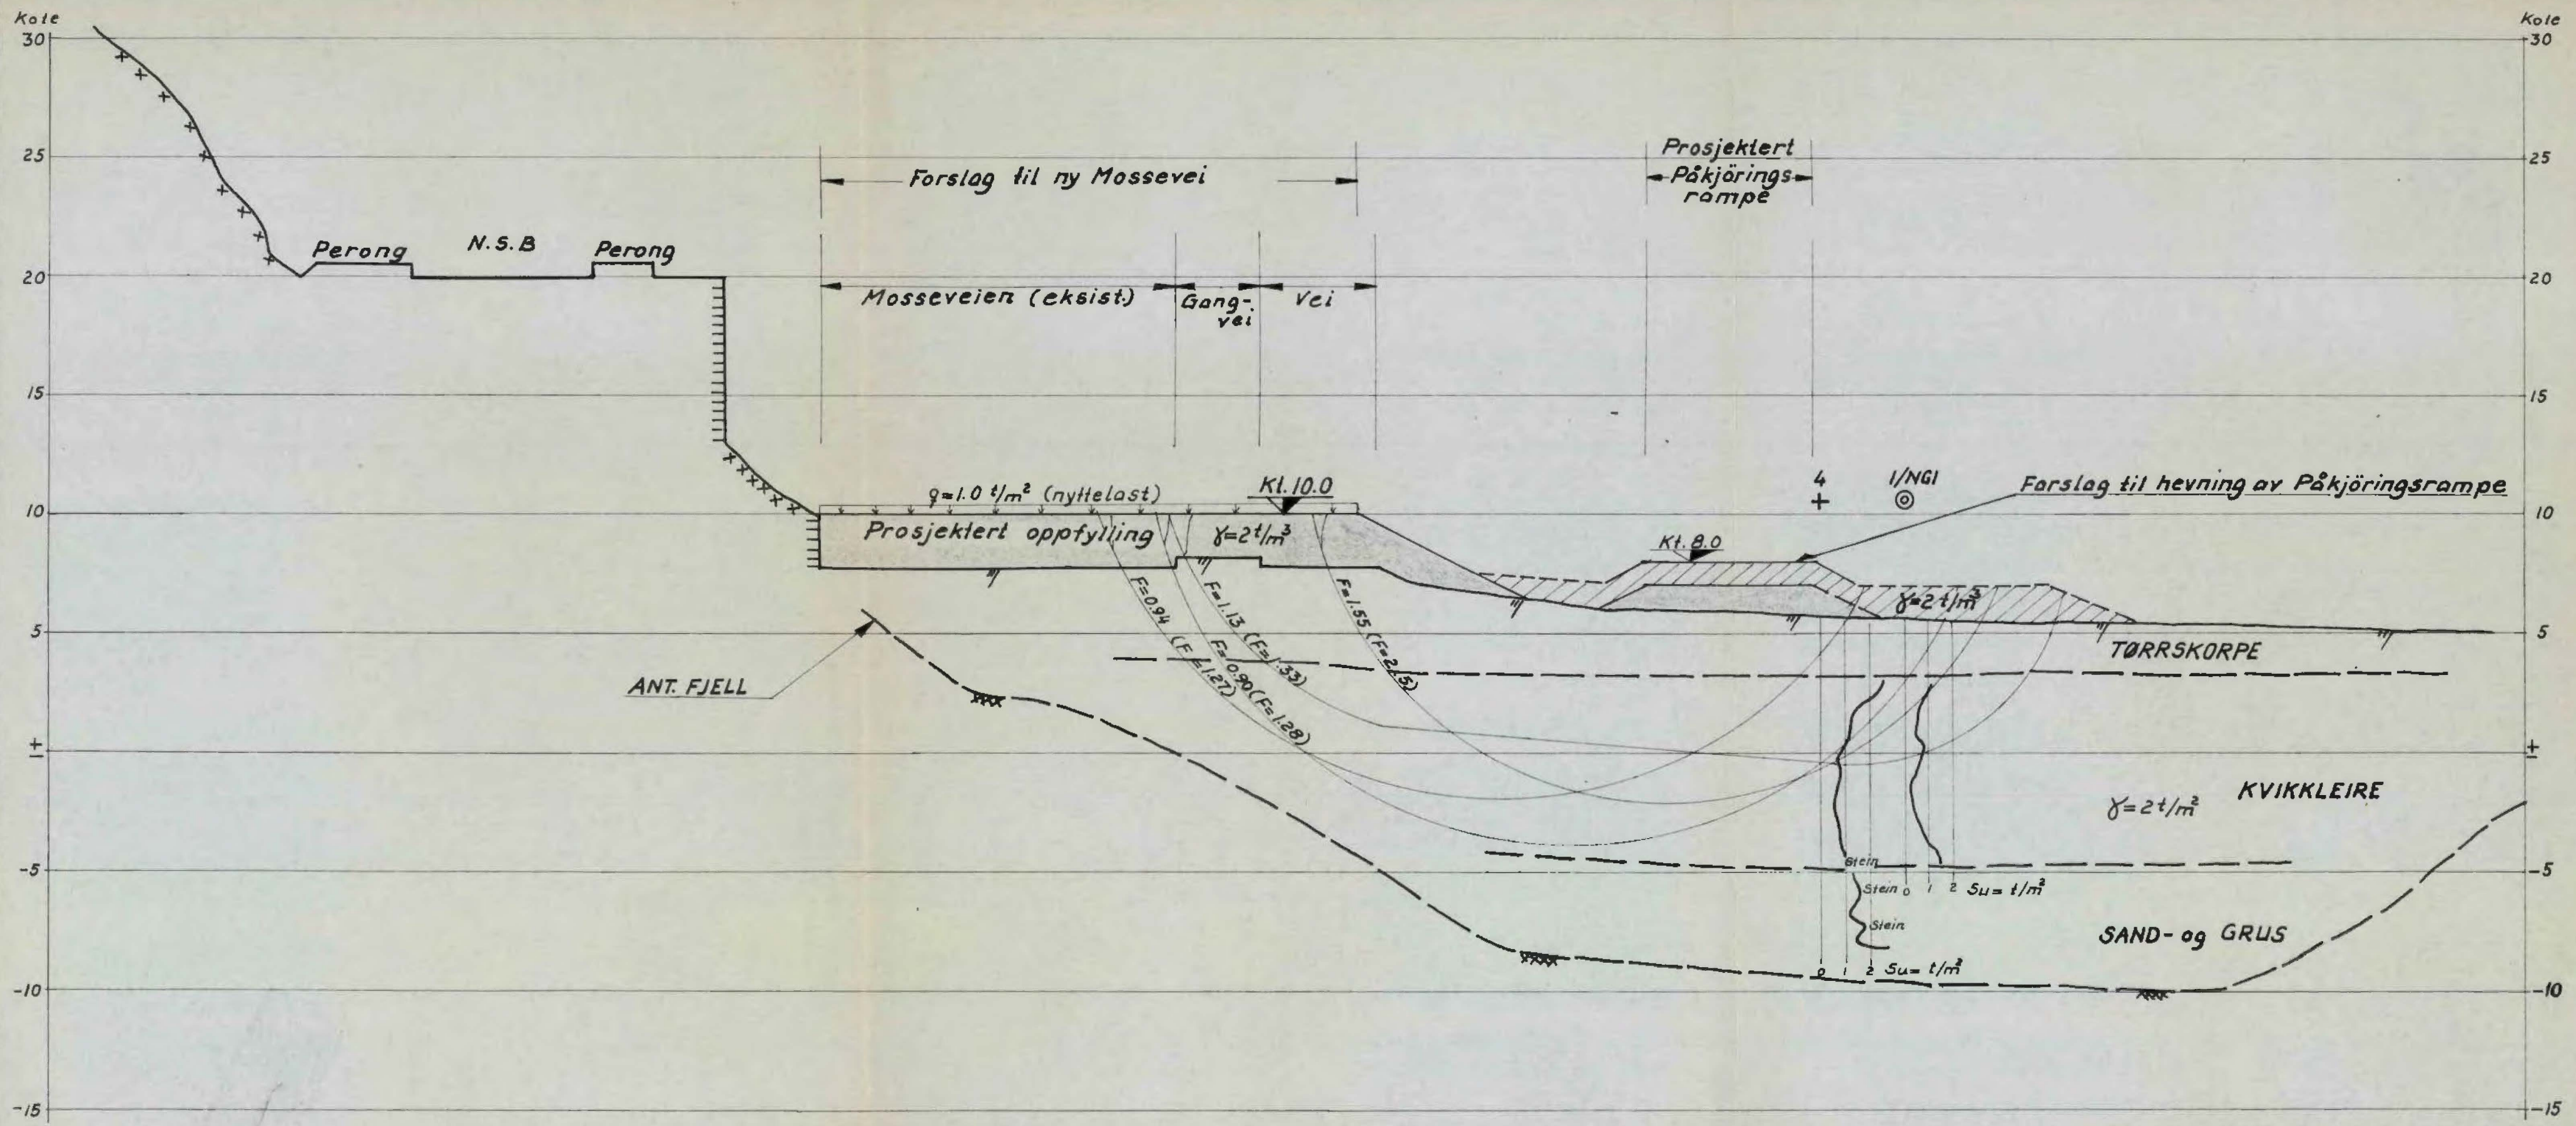 Kote
Kote
30
30
25
25
20
20
15
15
10
10
5
5
+
-
+
-
-5
-5
-10
-10
-15
-15
Perong
N.S.B
Perong
Forslag til ny Mossevei
Prosjektert
Påkjörings-
rampe
Mosseveien (eksist.)
Gang-
vei
Vei
q=1.0 t/m² (nyttelast)
Kt.10.0
Prosjektert oppfylling
γ=2t/m³
4
1/NGI
Forslag til hevning av Påkjöringsrampe
Kt.8.0
γ=2t/m³
F=0.94 (F=1.27)
F=0.90 (F=1.28)
F=1.13 (F=1.33)
F=1.55 (F=2.5)
TØRRSKORPE
ANT. FJELL
KVIKKLEIRE
γ=2t/m²
Stein
Stein
0 1 2 Su= t/m²
Stein
SAND- og GRUS
0 1 2 Su= t/m²